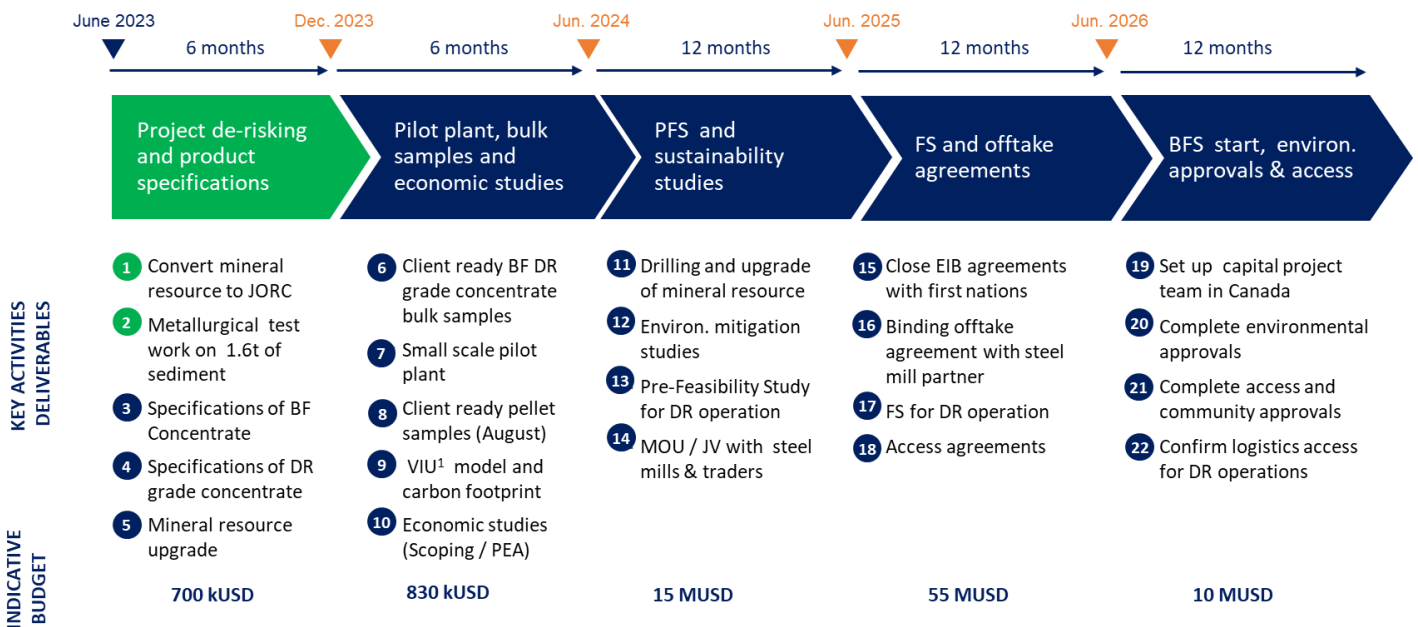 June 2023
Dec. 2023
Jun. 2024
Jun. 2025
Jun. 2026
6 months
6 months
12 months
12 months
12 months
Project de-risking
and product
specifications
Pilot plant, bulk
samples and
economic studies
PFS and
sustainability
studies
FS and offtake
agreements
BFS start, environ.
approvals & access
KEY ACTIVITIES
DELIVERABLES
1 Convert mineral
resource to JORC
2 Metallurgical test
work on 1.6t of
sediment
3 Specifications of BF
Concentrate
4 Specifications of DR
grade concentrate
5 Mineral resource
upgrade
6 Client ready BF DR
grade concentrate
bulk samples
7 Small scale pilot
plant
8 Client ready pellet
samples (August)
9 VIU¹ model and
carbon footprint
10 Economic studies
(Scoping / PEA)
11 Drilling and upgrade
of mineral resource
12 Environ. mitigation
studies
13 Pre-Feasibility Study
for DR operation
14 MOU / JV with steel
mills & traders
15 Close EIB agreements
with first nations
16 Binding offtake
agreement with steel
mill partner
17 FS for DR operation
18 Access agreements
19 Set up capital project
team in Canada
20 Complete environmental
approvals
21 Complete access and
community approvals
22 Confirm logistics access
for DR operations
INDICATIVE
BUDGET
700 kUSD
830 kUSD
15 MUSD
55 MUSD
10 MUSD